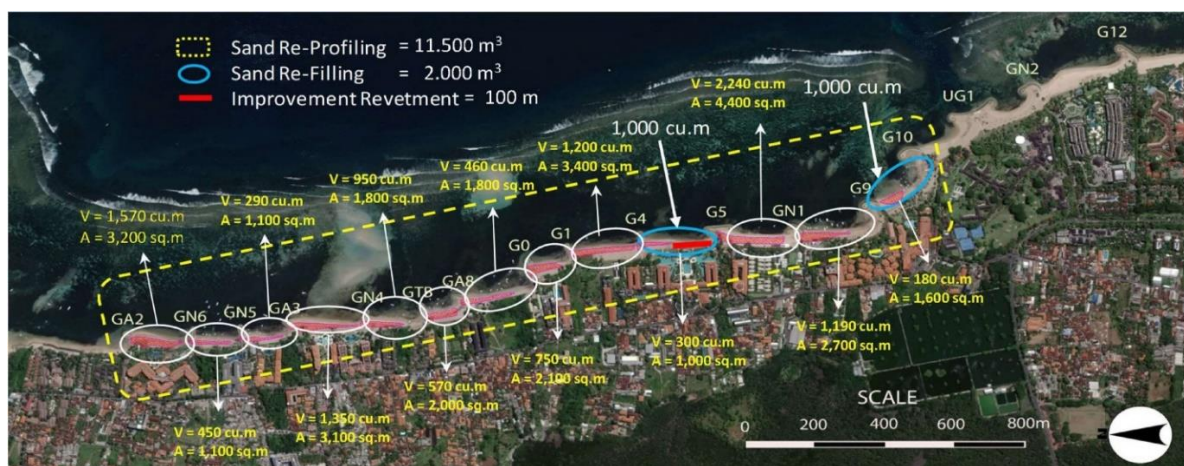 Sand Re-Profiling = 11.500 m³
Sand Re-Filling = 2.000 m³
Improvement Revetment = 100 m
G12
GN2
UG1
G10
V = 2,240 cu.m
A = 4,400 sq.m
1,000 cu.m
1,000 cu.m
V = 1,200 cu.m
A = 3,400 sq.m
V = 460 cu.m
A = 1,800 sq.m
V = 950 cu.m
A = 1,800 sq.m
V = 290 cu.m
A = 1,100 sq.m
V = 1,570 cu.m
A = 3,200 sq.m
GA2
GN6
GN5
GA3
GN4
GTB
GA8
G0
G1
G4
G5
GN1
G9
V = 180 cu.m
A = 1,600 sq.m
V = 1,190 cu.m
A = 2,700 sq.m
V = 300 cu.m
A = 1,000 sq.m
V = 750 cu.m
A = 2,100 sq.m
V = 570 cu.m
A = 2,000 sq.m
V = 1,350 cu.m
A = 3,100 sq.m
V = 450 cu.m
A = 1,100 sq.m
SCALE
0 200 400 600 800m